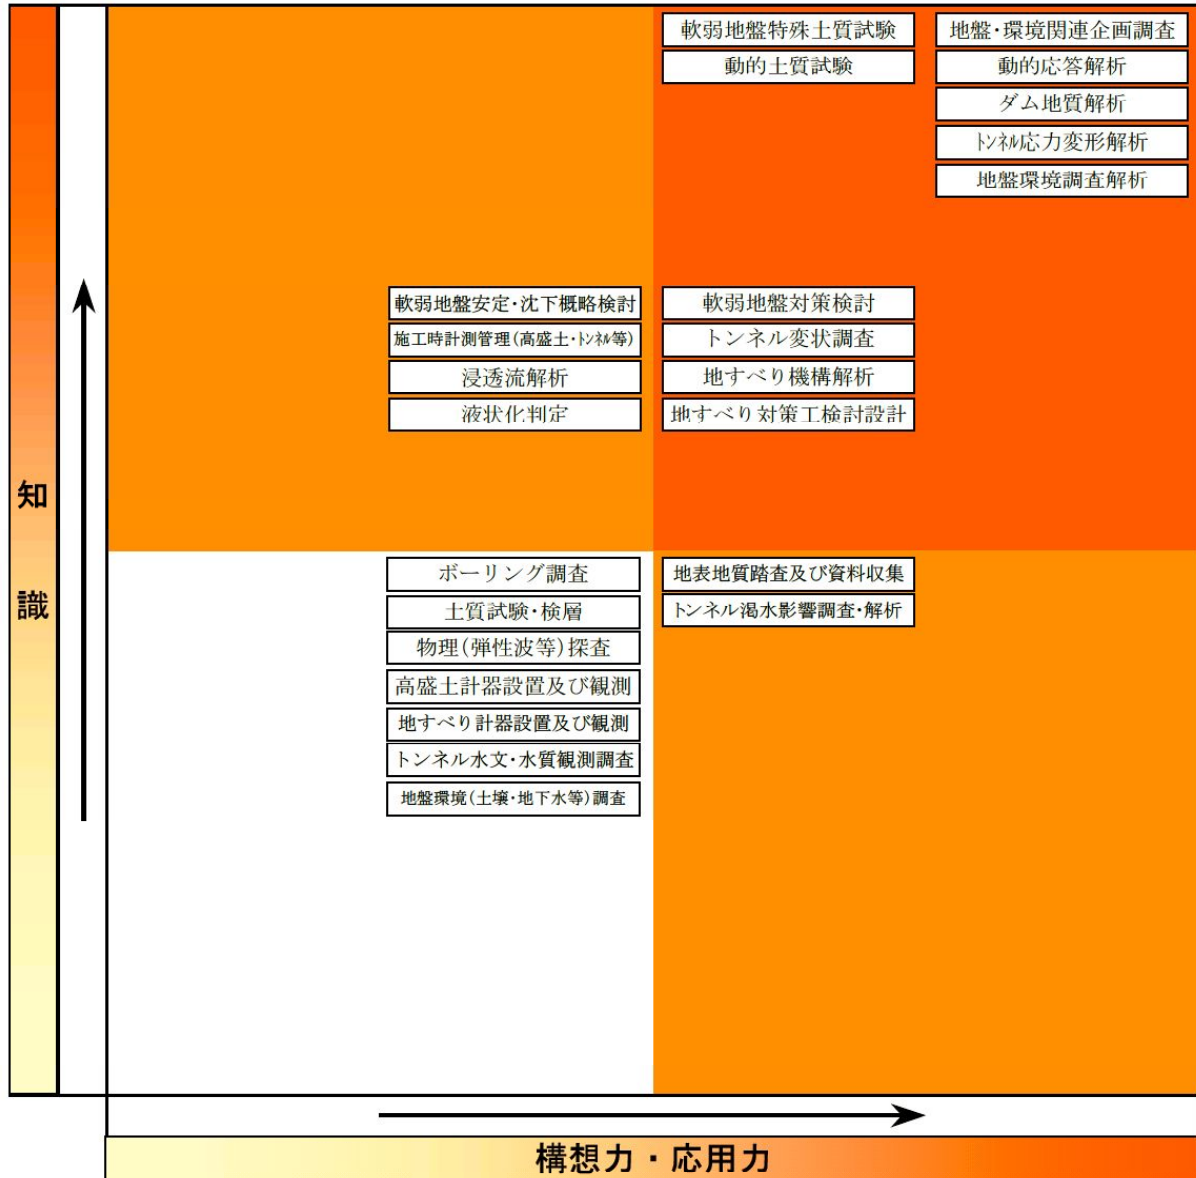 軟弱地盤特殊土質試験
動的土質試験
地盤・環境関連企画調査
動的応答解析
ダム地質解析
トンネル応力変形解析
地盤環境調査解析
軟弱地盤安定・沈下概略検討
施工時計測管理(高盛土・トンネル等)
浸透流解析
液状化判定
軟弱地盤対策検討
トンネル変状調査
地すべり機構解析
地すべり対策工検討設計
知
識
ボーリング調査
土質試験・検層
物理(弾性波等)探査
高盛土計器設置及び観測
地すべり計器設置及び観測
トンネル水文・水質観測調査
地盤環境(土壌・地下水等)調査
地表地質踏査及び資料収集
トンネル渇水影響調査・解析
構想力・応用力